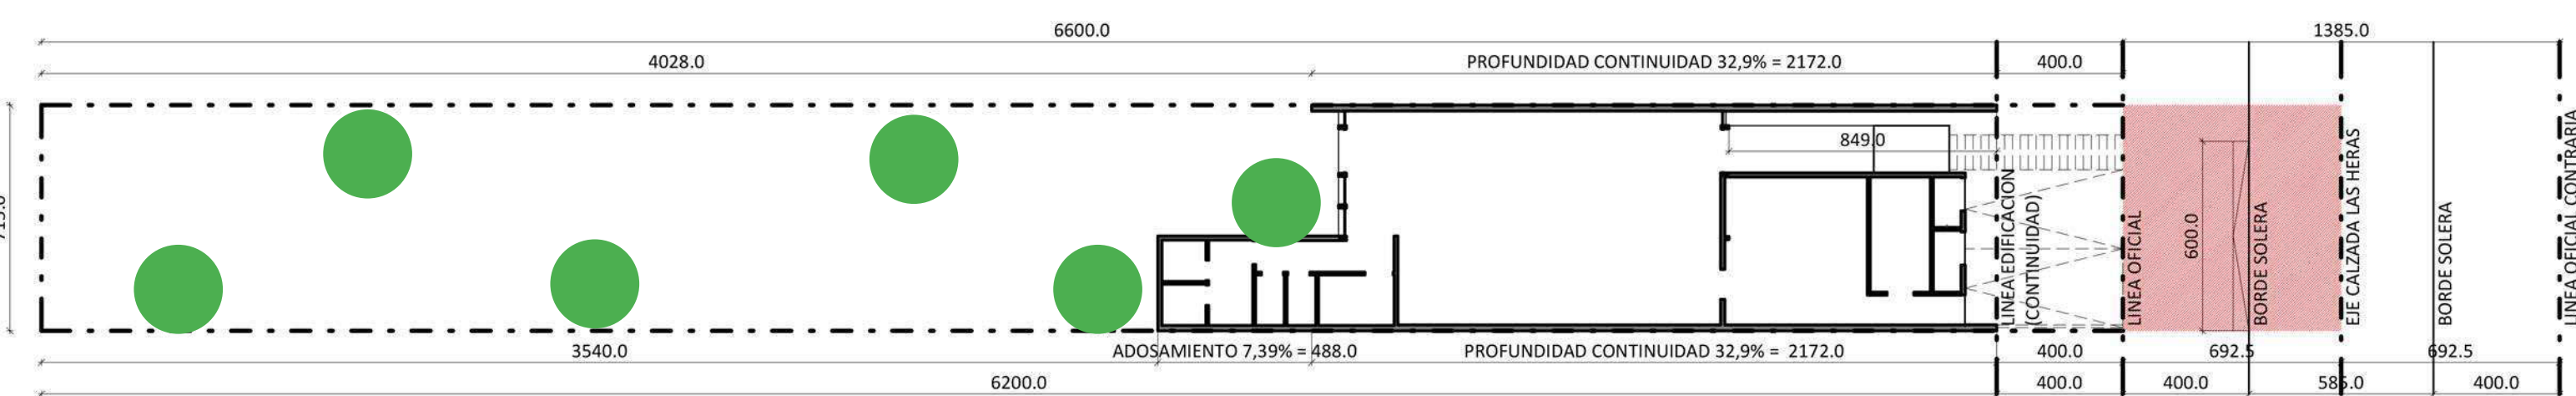 6600.0
1385.0
4028.0
PROFUNDIDAD CONTINUIDAD 32,9% = 2172.0
400.0
849.0
LINEA EDIFICACION
(CONTINUIDAD)
LINEA OFICIAL
600.0
BORDE SOLERA
EJE CALZADA LAS HERAS
BORDE SOLERA
LINEA OFICIAL CONTRARIA
3540.0
ADOSAMIENTO 7,39% = 488.0
PROFUNDIDAD CONTINUIDAD 32,9% = 2172.0
400.0
692.5
692.5
6200.0
400.0
400.0
585.0
400.0